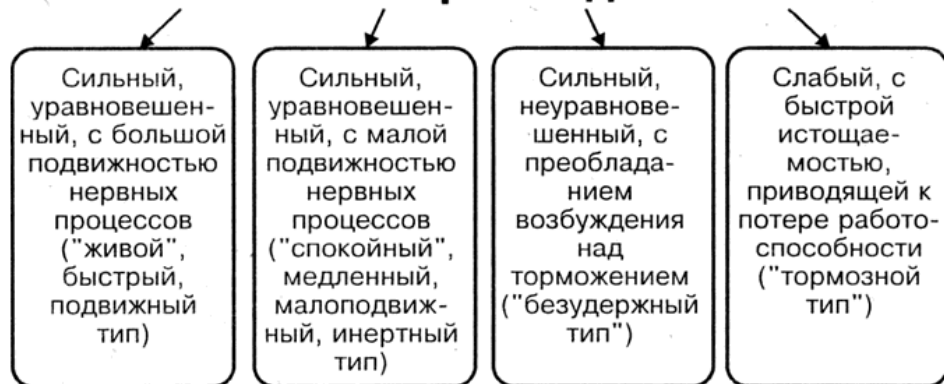 Сильный,
уравновешен-
ный, с большой
подвижностью
нервных
процессов
("живой",
быстрый,
подвижный
тип)
Сильный,
уравновешен-
ный, с малой
подвижностью
нервных
процессов
("спокойный",
медленный,
малоподвиж-
ный, инертный
тип)
Сильный,
неуравнове-
шенный, с
преоблада-
нием
возбуждения
над
торможением
("безудержный
тип")
Слабый, с
быстрой
истощае-
мостью,
приводящей к
потере работо-
способности
("тормозной
тип")